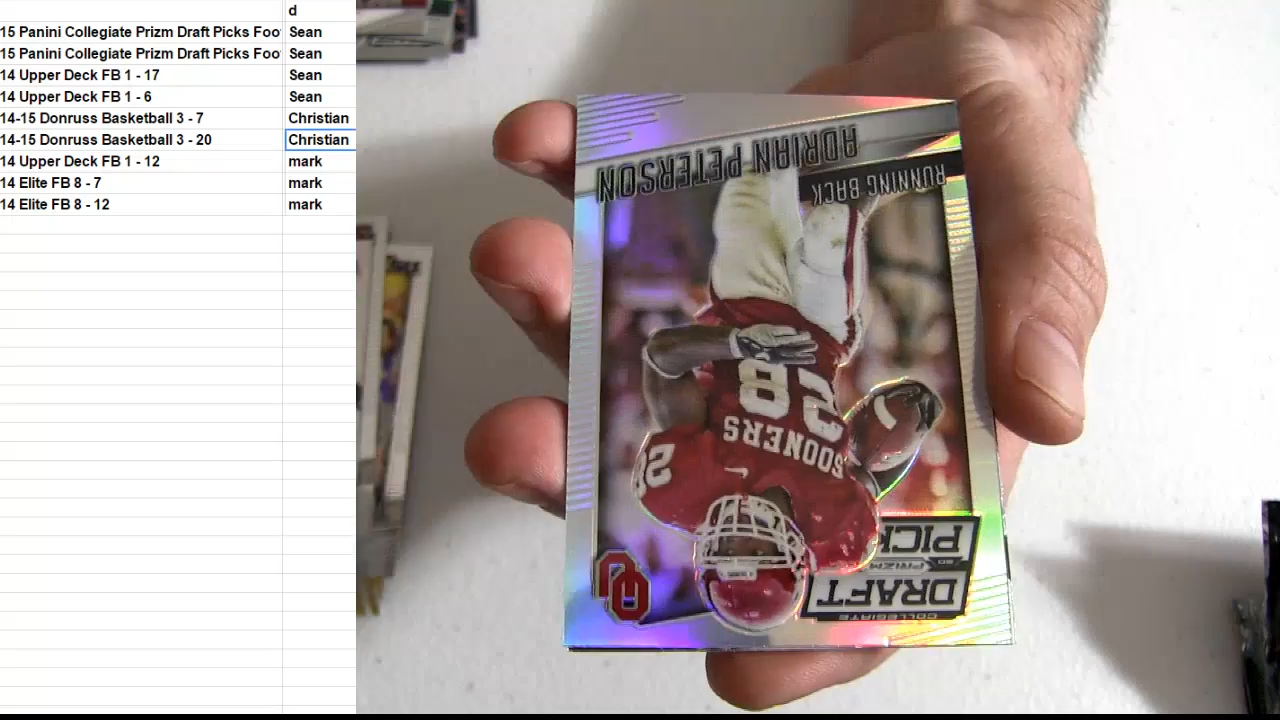 d
15 Panini Collegiate Prizm Draft Picks Foo Sean
15 Panini Collegiate Prizm Draft Picks Foo Sean
14 Upper Deck FB 1 - 17 Sean
14 Upper Deck FB 1 - 6 Sean
14-15 Donruss Basketball 3 - 7 Christian
14-15 Donruss Basketball 3 - 20 Christian
14 Upper Deck FB 1 - 12 mark
14 Elite FB 8 - 7 mark
14 Elite FB 8 - 12 mark
COLLEGIATE
DRAFT
PRIZM
PICK
28
SOONERS
28
OU
RUNNING BACK
ADRIAN PETERSON